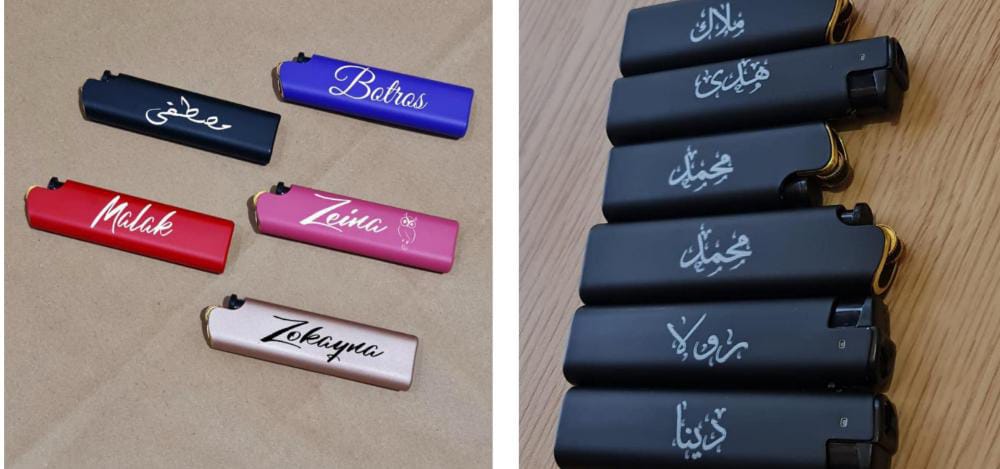 مصطفى
Botros
Malak
Zeina
Zokayna
ملاك
هدى
محمد
محمد
رولا
دينا